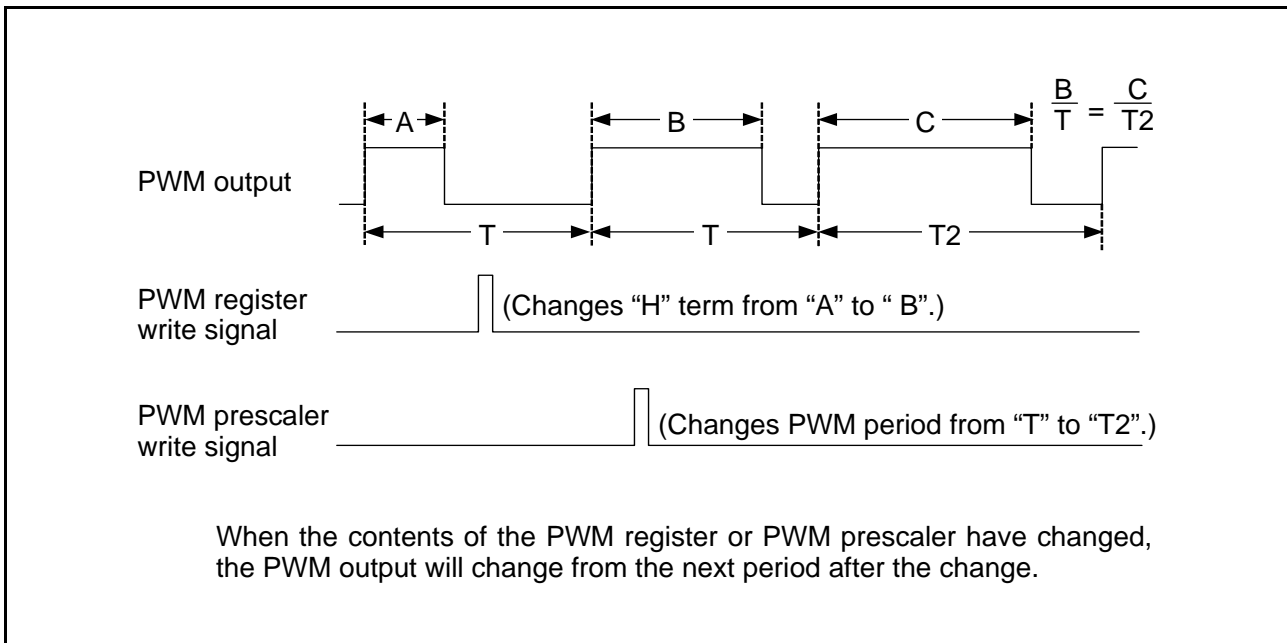 A
B
C
B/T = C/T2
PWM output
T
T
T2
PWM register
write signal
(Changes “H” term from “A” to “ B”.)
PWM prescaler
write signal
(Changes PWM period from “T” to “T2”.)
When the contents of the PWM register or PWM prescaler have changed,
the PWM output will change from the next period after the change.